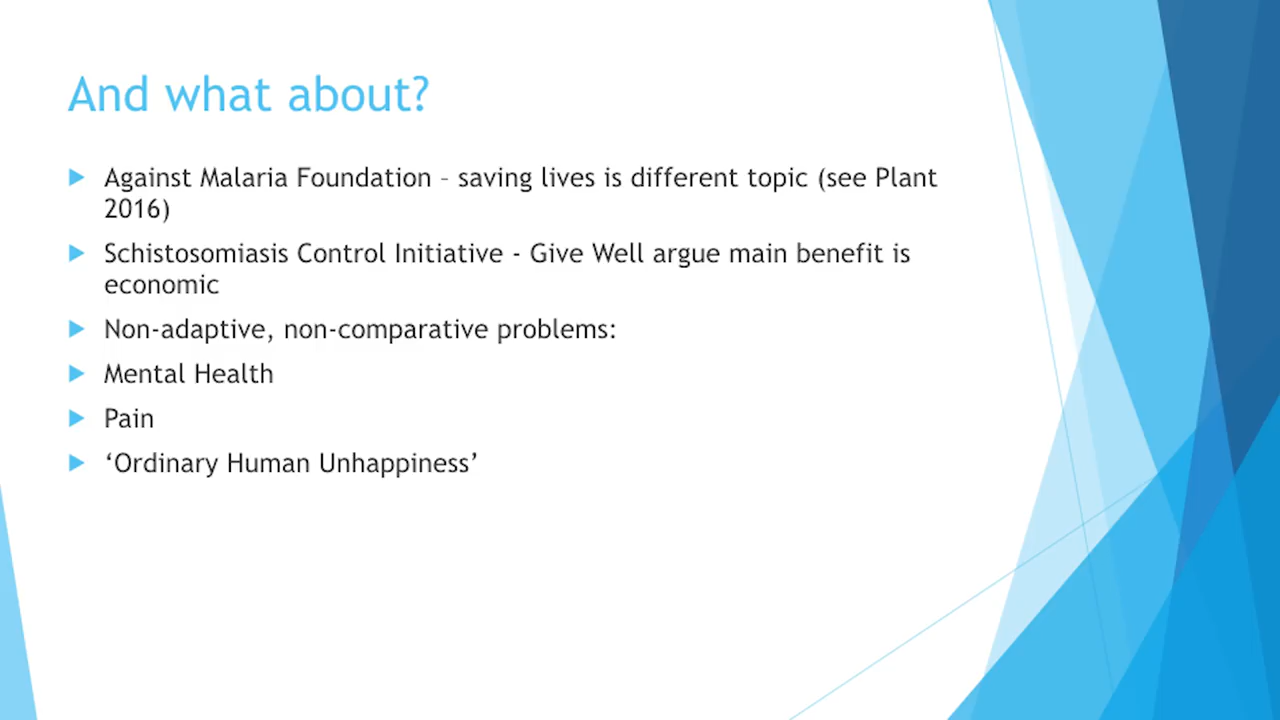 And what about?
Against Malaria Foundation – saving lives is different topic (see Plant
2016)
Schistosomiasis Control Initiative - Give Well argue main benefit is
economic
Non-adaptive, non-comparative problems:
Mental Health
Pain
‘Ordinary Human Unhappiness’